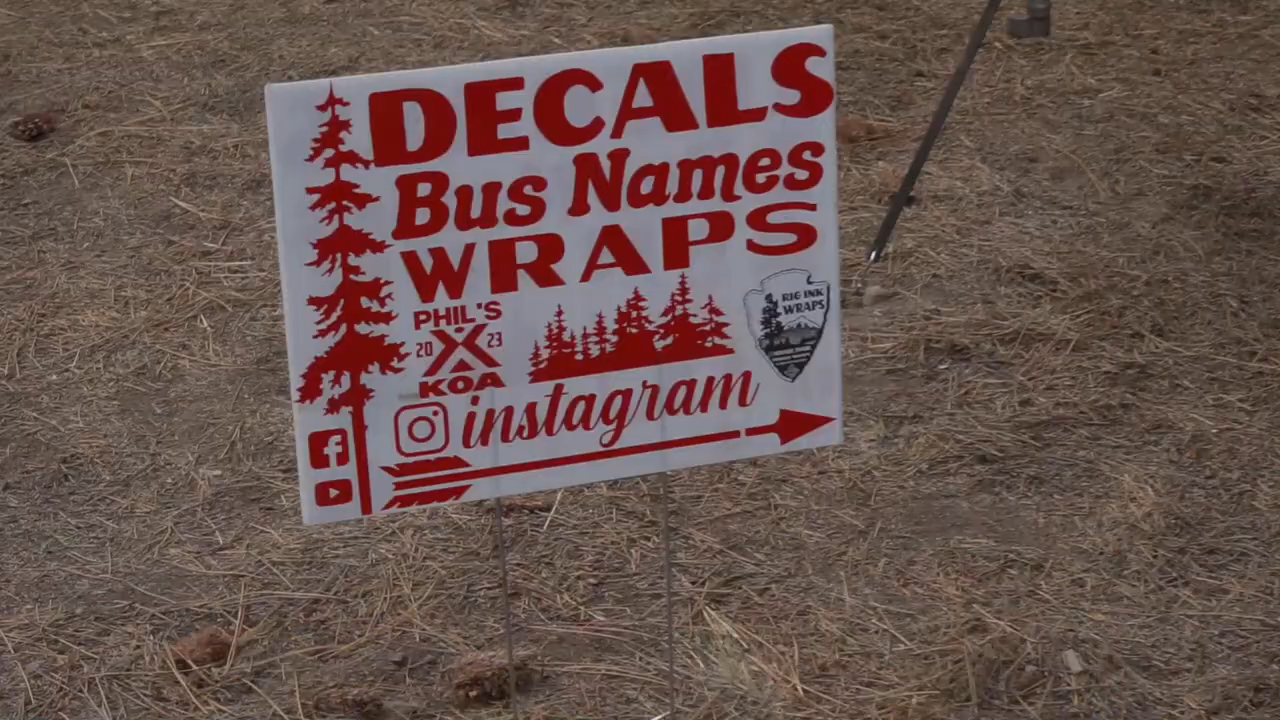 DECALS
Bus Names
WRAPS
PHIL'S
20 X 23
KOA
RIG INK
WRAPS
instagram